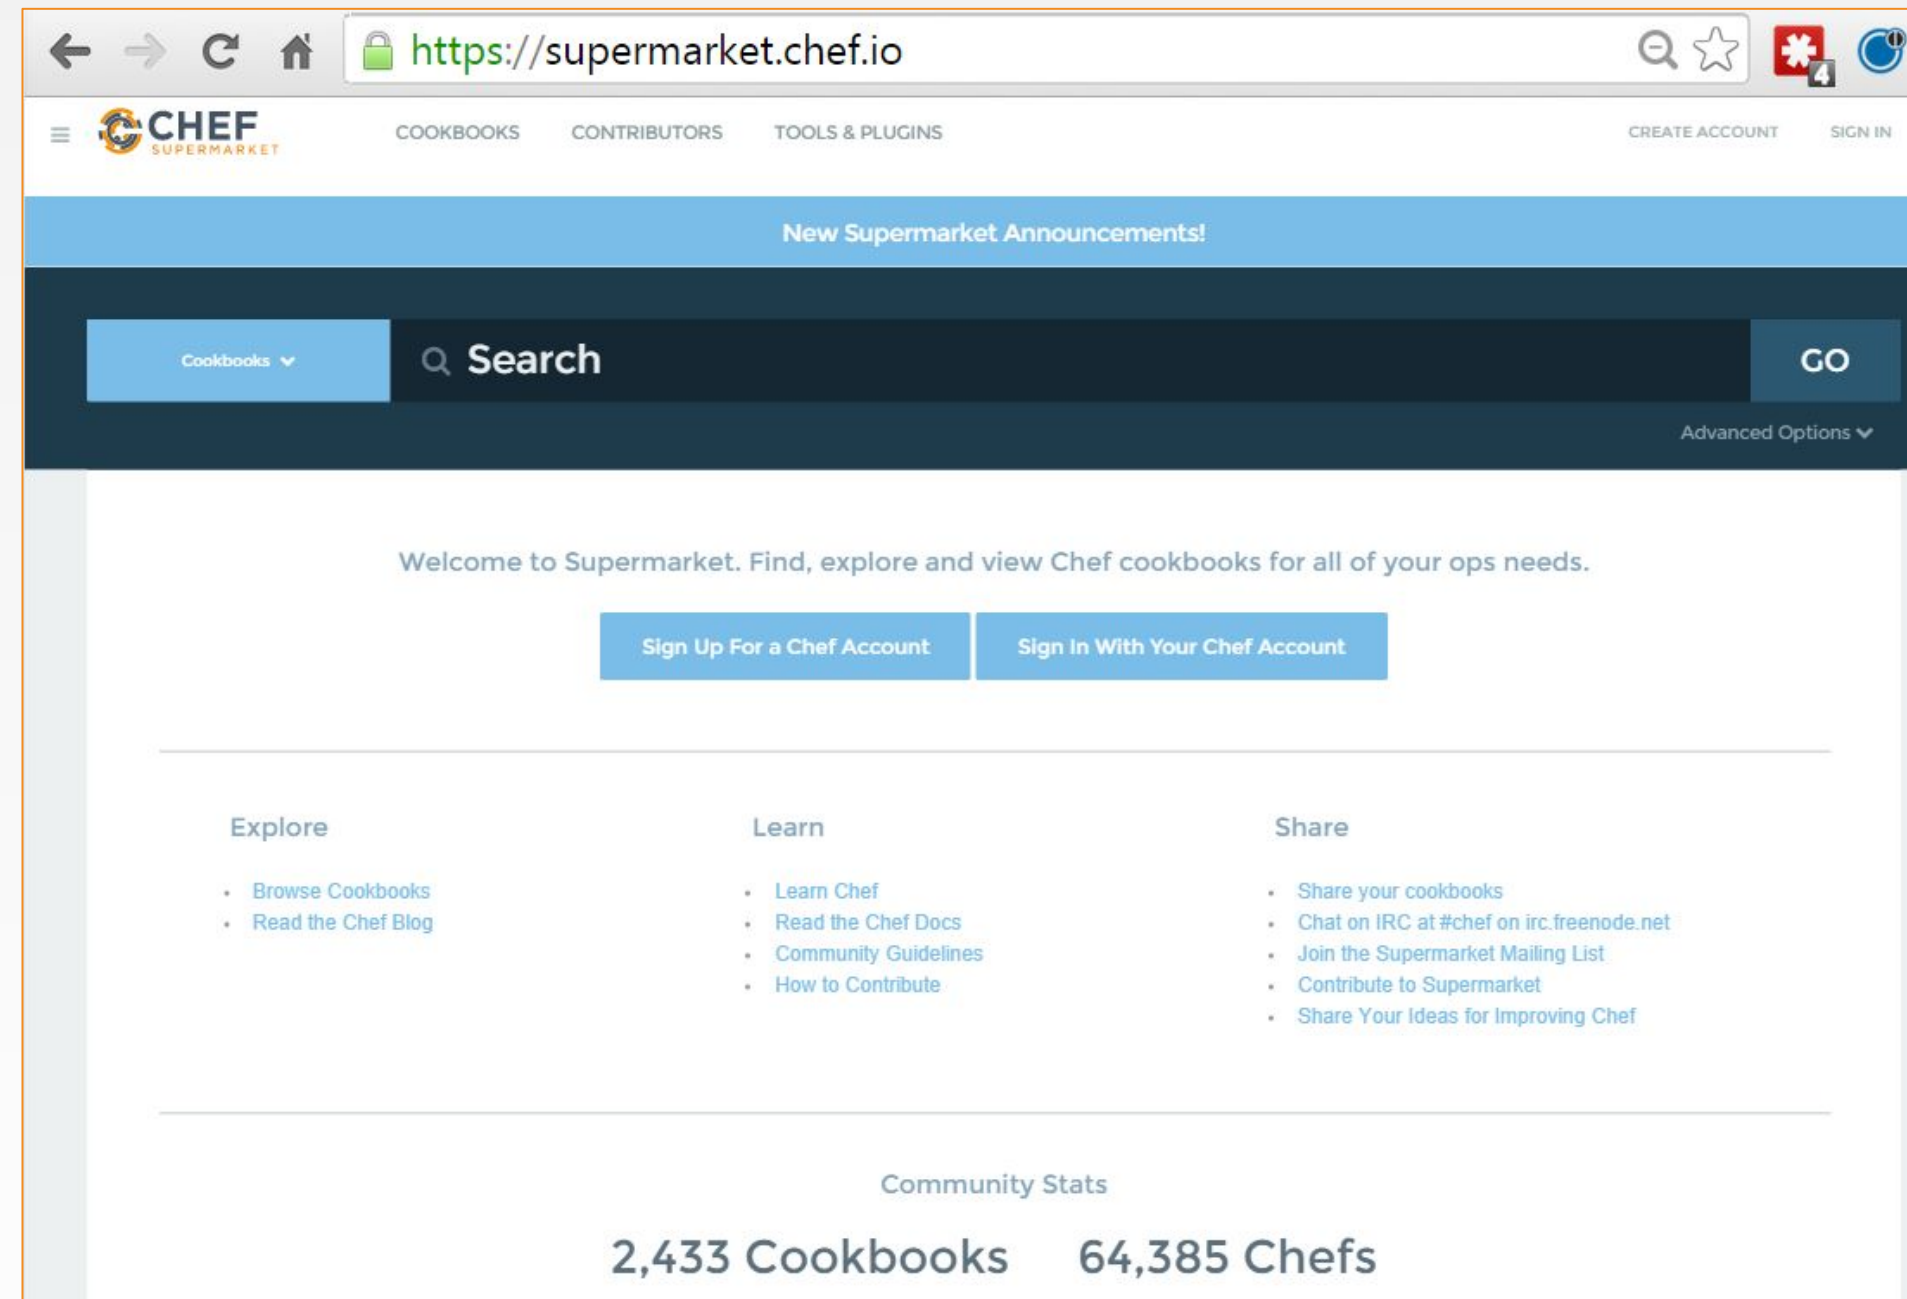 https://supermarket.chef.io
4
CHEF
SUPERMARKET
COOKBOOKS CONTRIBUTORS TOOLS & PLUGINS CREATE ACCOUNT SIGN IN
New Supermarket Announcements!
Cookbooks Search GO
Advanced Options
Welcome to Supermarket. Find, explore and view Chef cookbooks for all of your ops needs.
Sign Up For a Chef Account Sign In With Your Chef Account
Explore
Browse Cookbooks
Read the Chef Blog
Learn
Learn Chef
Read the Chef Docs
Community Guidelines
How to Contribute
Share
Share your cookbooks
Chat on IRC at #chef on irc.freenode.net
Join the Supermarket Mailing List
Contribute to Supermarket
Share Your Ideas for Improving Chef
Community Stats
2,433 Cookbooks 64,385 Chefs